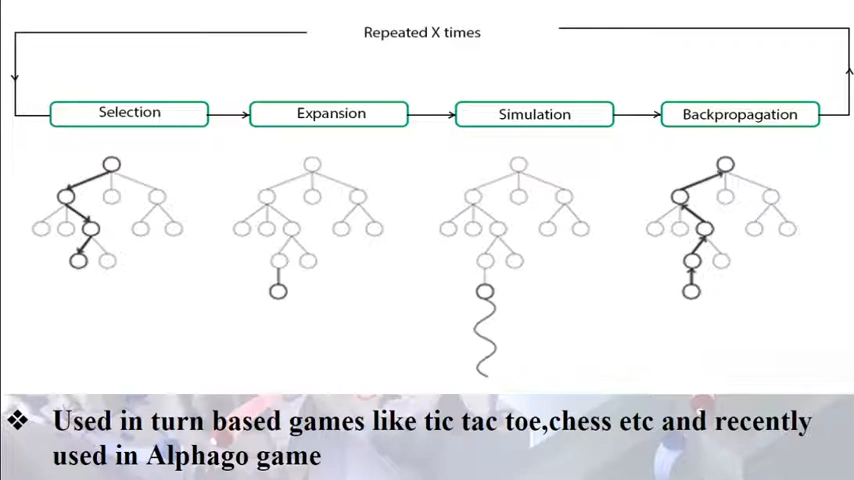 Repeated X times
Selection
Expansion
Simulation
Backpropagation
❖ Used in turn based games like tic tac toe,chess etc and recently
used in Alphago game